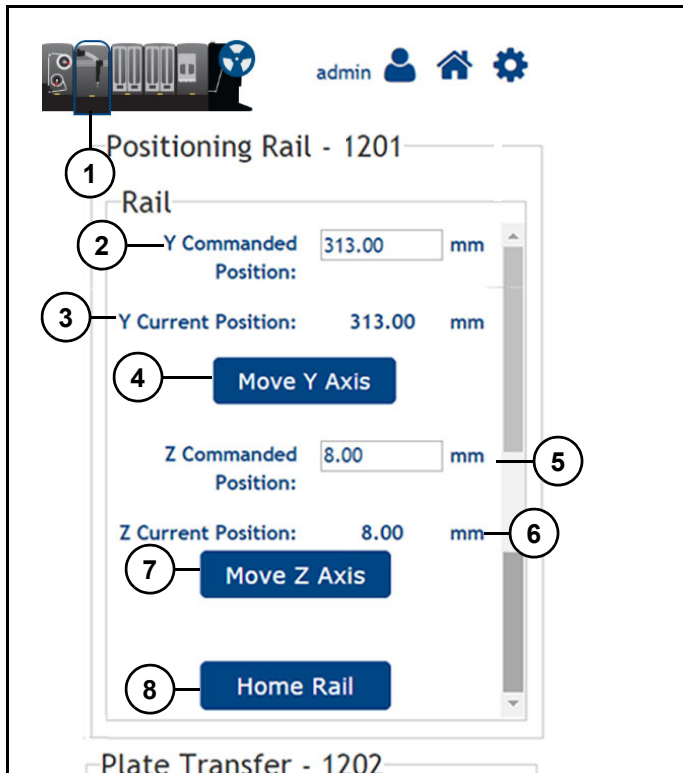 admin
1
Positioning Rail - 1201
Rail
2
Y Commanded 313.00 mm
Position:
3
Y Current Position: 313.00 mm
4
Move Y Axis
Z Commanded 8.00 mm
5
Position:
Z Current Position: 8.00 mm
6
7
Move Z Axis
8
Home Rail
Plate Transfer - 1202